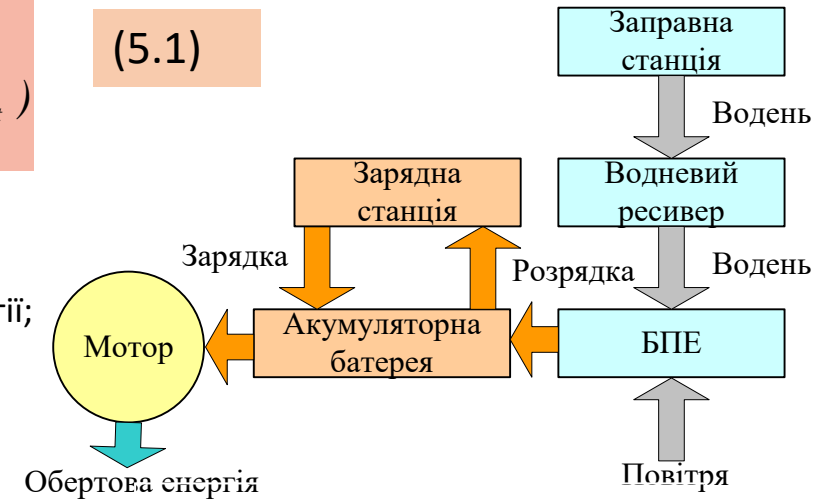 (5.1)
)
Заправна
станція
Водень
Зарядна
станція
Водневий
ресивер
Зарядка
Розрядка
Водень
гії;
Мотор
Акумуляторна
батерея
БПЕ
Обертова енергія
Повітря